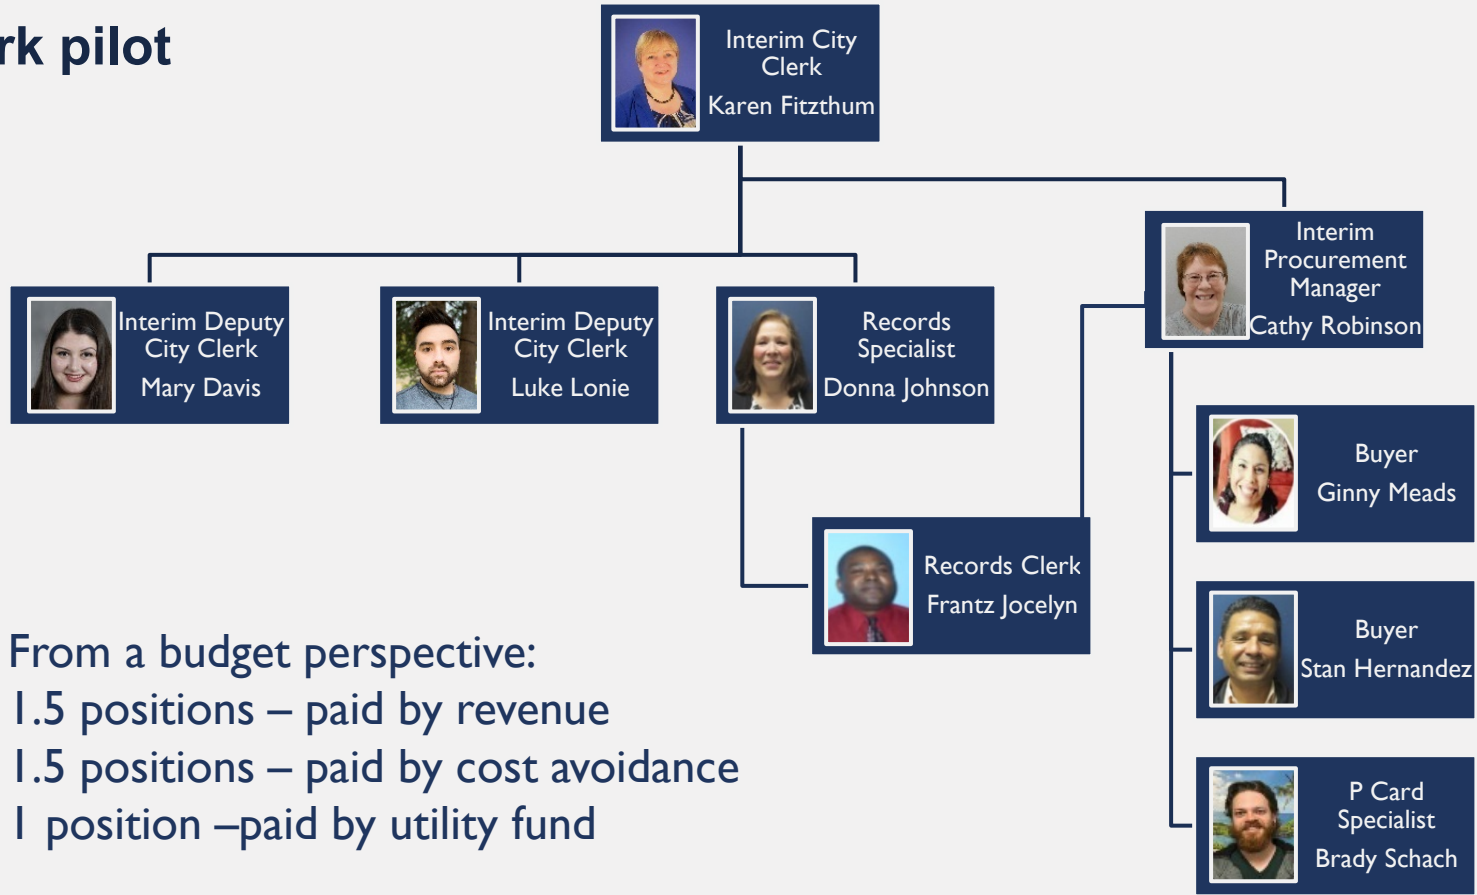 rk pilot
Interim City
Clerk
Karen Fitzthum
Interim
Procurement
Manager
Cathy Robinson
Interim Deputy
City Clerk
Mary Davis
Interim Deputy
City Clerk
Luke Lonie
Records
Specialist
Donna Johnson
Buyer
Ginny Meads
Records Clerk
Frantz Jocelyn
Buyer
Stan Hernandez
P Card
Specialist
Brady Schach
From a budget perspective:
1.5 positions – paid by revenue
1.5 positions – paid by cost avoidance
1 position –paid by utility fund